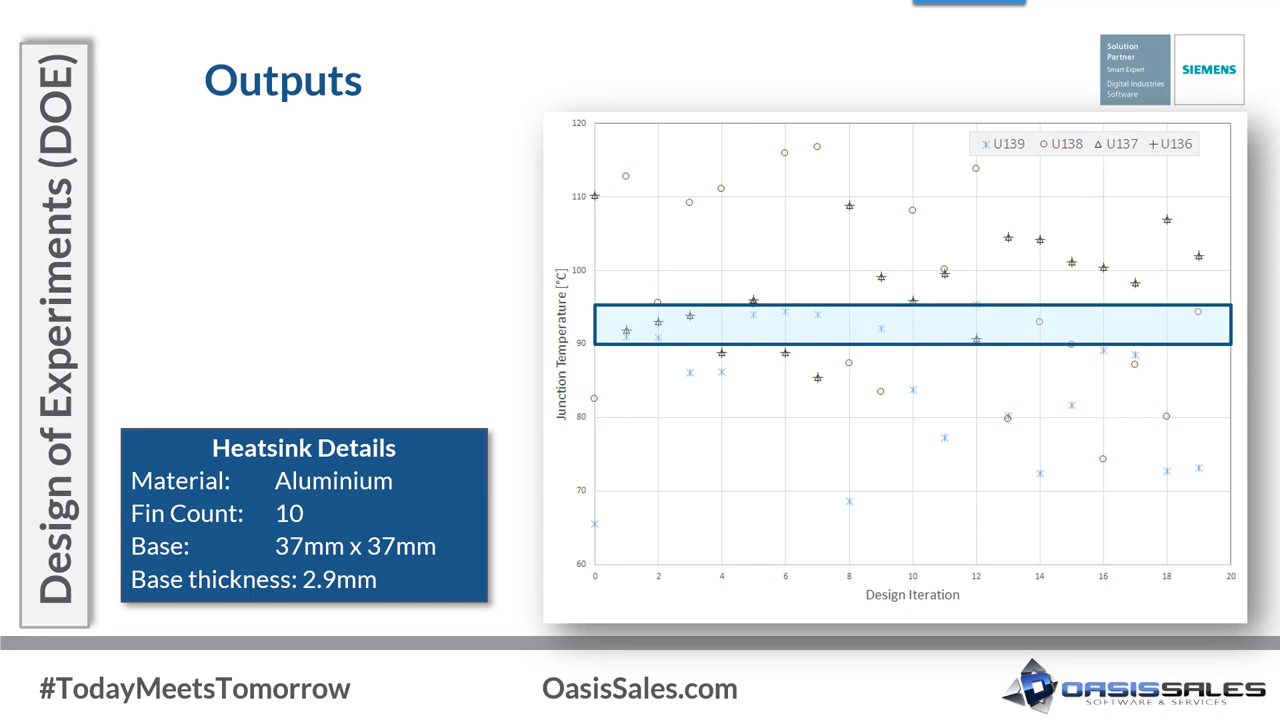 Design of Experiments (DOE)
Outputs
Solution
Partner
Smart Expert
Digital Industries
Software
SIEMENS
U139 U138 U137 U136
120
110
100
90
80
70
60
Junction Temperature [°C]
0 2 4 6 8 10 12 14 16 18 20
Design Iteration
Heatsink Details
Material: Aluminium
Fin Count: 10
Base: 37mm x 37mm
Base thickness: 2.9mm
#TodayMeetsTomorrow
OasisSales.com
OASISSALES
SOFTWARE & SERVICES